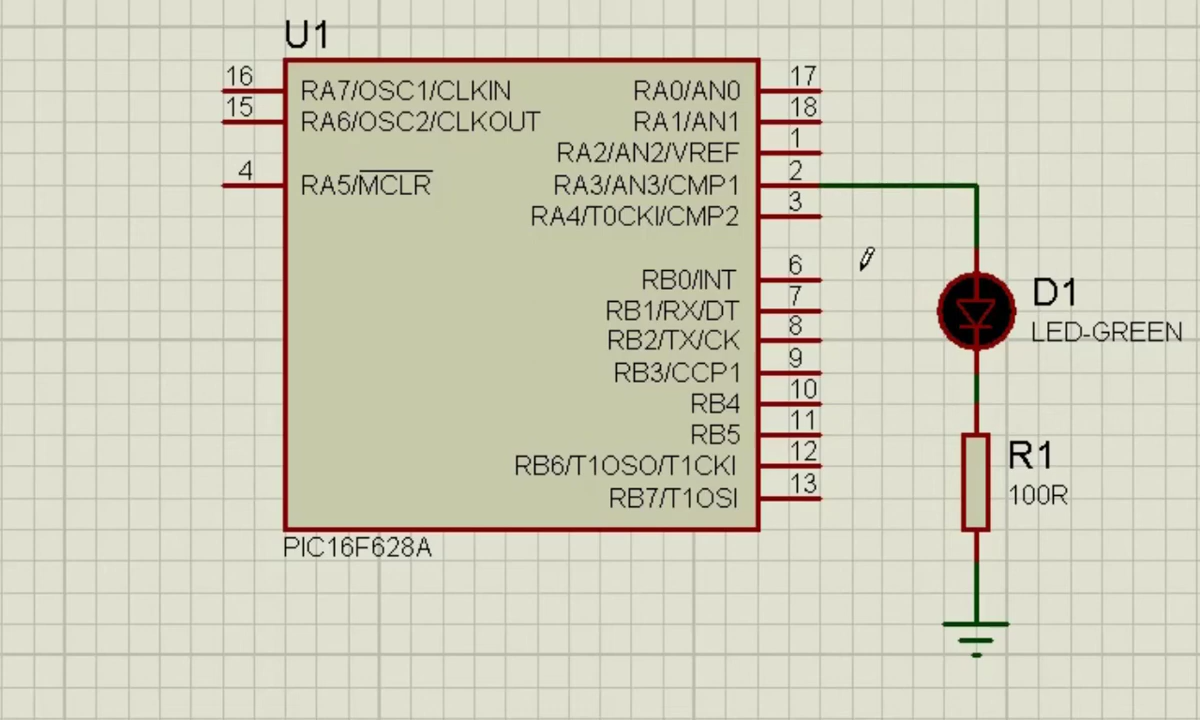 U1
16 RA7/OSC1/CLKIN RA0/AN0 17
15 RA6/OSC2/CLKOUT RA1/AN1 18
RA2/AN2/VREF 1
4 RA5/MCLR RA3/AN3/CMP1 2
RA4/T0CKI/CMP2 3
RB0/INT 6
RB1/RX/DT 7
RB2/TX/CK 8
RB3/CCP1 9
RB4 10
RB5 11
RB6/T1OSO/T1CKI 12
RB7/T1OSI 13
PIC16F628A
D1
LED-GREEN
R1
100R